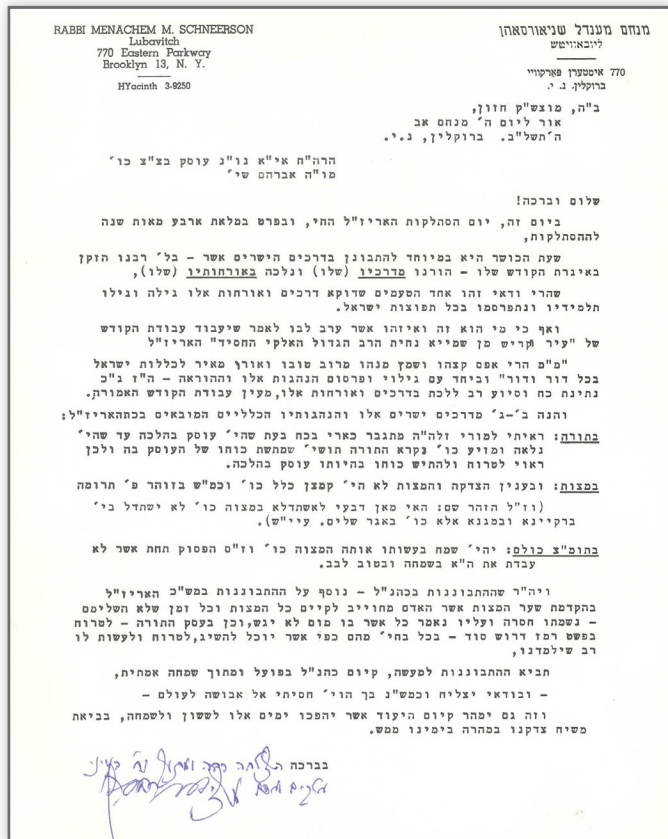 RABBI MENACHEM M. SCHNEERSON
Lubavitch
770 Eastern Parkway
Brooklyn 13, N. Y.
HYacinth 3-9250
מנחם מענדל שניאורסאהן
ליובאוויטש
770 איסטערן פארקוויי
ברוקלין, נ. י.
ב"ה, מוצש"ק חזון,
אור ליום ה' מנחם אב
ה'תשל"ב. ברוקלין, נ.י.
הרה"ח אי"א נו"נ עוסק בצ"צ כו'
מו"ה אברהם שי'
שלום וברכה!
ביום זה, יום הסתלקות האריז"ל החי, ובפרט במלאת ארבע מאות שנה
לההסתלקות,
שעת הכושר היא במיוחד להתבונן בדרכים הישרים אשר - בל' רבנו הזקן
באיגרת הקודש שלו - הורנו מדרכיו (שלו) ונלכה באורחותיו (שלו),
שהרי ודאי זהו אחד הטעמים שדוקא דרכים ואורחות אלו גילה וגילו
תלמידיו ונתפרסמו בכל תפוצות ישראל.
ואף כי מי הוא זה ואיזהו אשר ערב לבו לאמר שיעבוד עבודת הקודש
של "עיר וקדיש מן שמייא נחית הרב הגדול האלקי החסיד" האריז"ל
"מ"מ הרי אפס קצהו ושמץ מנהו מרוב טובו ואורו מאיר לכללות ישראל
בכל דור ודור" וביחד עם גילוי ופרסום הנהגות אלו וההוראה - ה"ז ג"כ
נתינת כח וסיוע רב ללכת בדרכים ואורחות אלו, מעין עבודת הקודש האמורה.
והנה ב'-ג' מדרכים ישרים אלו והנהגותיו הכלליים המובאים בכתהאריז"ל:
בתורה: ראיתי למורי זלה"ה מתגבר כארי בכח בעת שהי' עוסק בהלכה עד שהי'
נלאה ומזיע כו' נקרא התורה תושי' שמתשת כוחו של העוסק בה ולכן
ראוי לטרוח ולהתיש כוחו בהיותו עוסק בהלכה.
במצות: ובענין הצדקה והמצות לא הי' קמצן כלל כו' וכמ"ש בזוהר פ' תרומה
(וז"ל הזהר שם: האי מאן דבעי לאשתדלא במצוה כו' לא ישתדל בי'
ברקינייא ובמגנא אלא כו' באגר שלים. עיי"ש).
בתומ"צ כולם: יהי' שמח בעשותו אותה המצוה כו' וז"ס הפסוק תחת אשר לא
עבדת את ה"א בשמחה ובטוב לבב.
ויה"ר שההתבוננות בכהנ"ל - נוסף על ההתבוננות במש"כ האריז"ל
בהקדמת שער המצות אשר האדם מחוייב לקיים כל המצות וכל זמן שלא השלימם
- נשמתו חסרה ועליו נאמר כל אשר בו מום לא יגש, וכן בעסק התורה - לטרוח
בפשט רמז דרוש סוד - בכל בחי' מהם כפי אשר יוכל להשיג, לטרוח ולעשות לו
רב שילמדנו,
תביא ההתבוננות למעשה, קיום כהנ"ל בפועל ומתוך שמחה אמתית,
- ובודאי יצליח וכמש"נ בך הוי' חסיתי אל אבושה לעולם -
וזה גם ימהר קיום היעוד אשר יהפכו ימים אלו לששון ולשמחה, בביאת
משיח צדקנו במהרה בימינו ממש.
בברכה